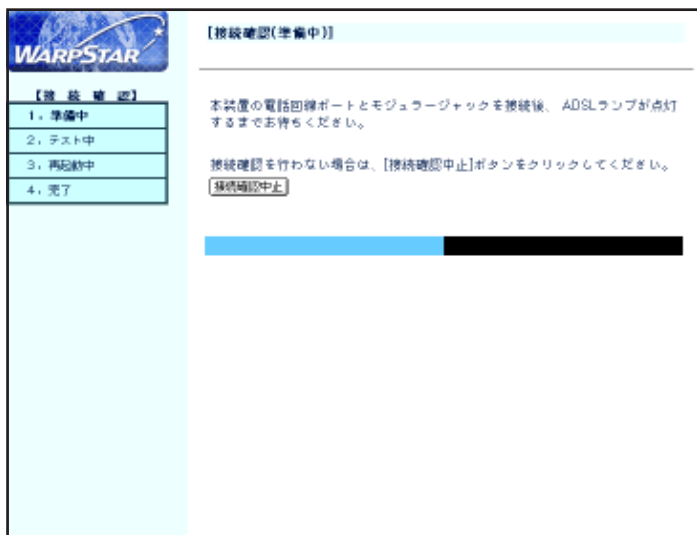 WARPSTAR
【接 続 確 認】
1．準備中
2．テスト中
3．再起動中
4．完了
[接続確認(準備中)]
本装置の電話回線ポートとモジュラージャックを接続後、 ADSLランプが点灯
するまでお待ちください。
接続確認を行わない場合は、[接続確認中止]ボタンをクリックしてください。
接続確認中止